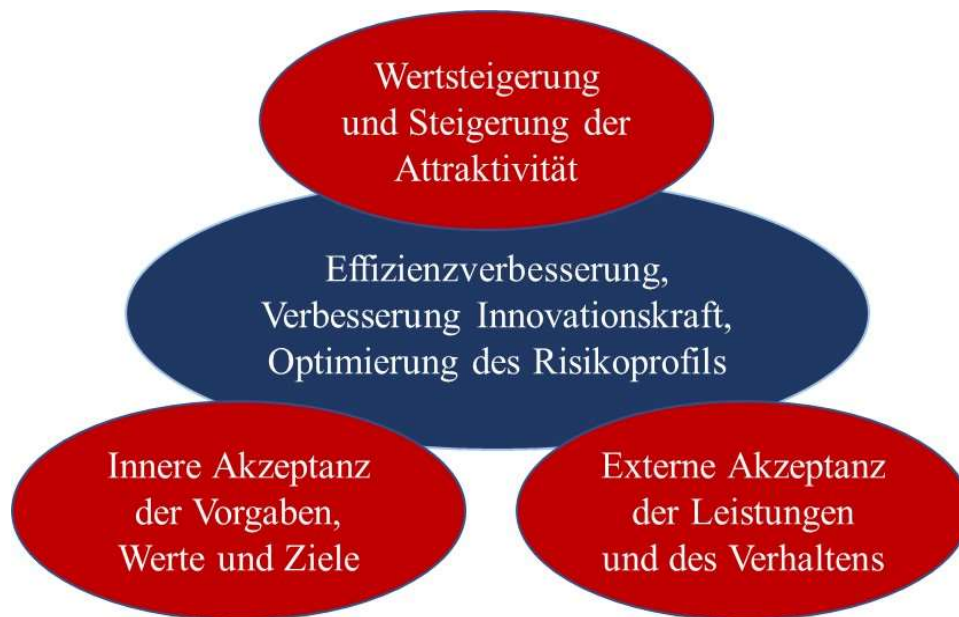 Wertsteigerung
und Steigerung der
Attraktivität
Effizienzverbesserung,
Verbesserung Innovationskraft,
Optimierung des Risikoprofils
Innere Akzeptanz
der Vorgaben,
Werte und Ziele
Externe Akzeptanz
der Leistungen
und des Verhaltens